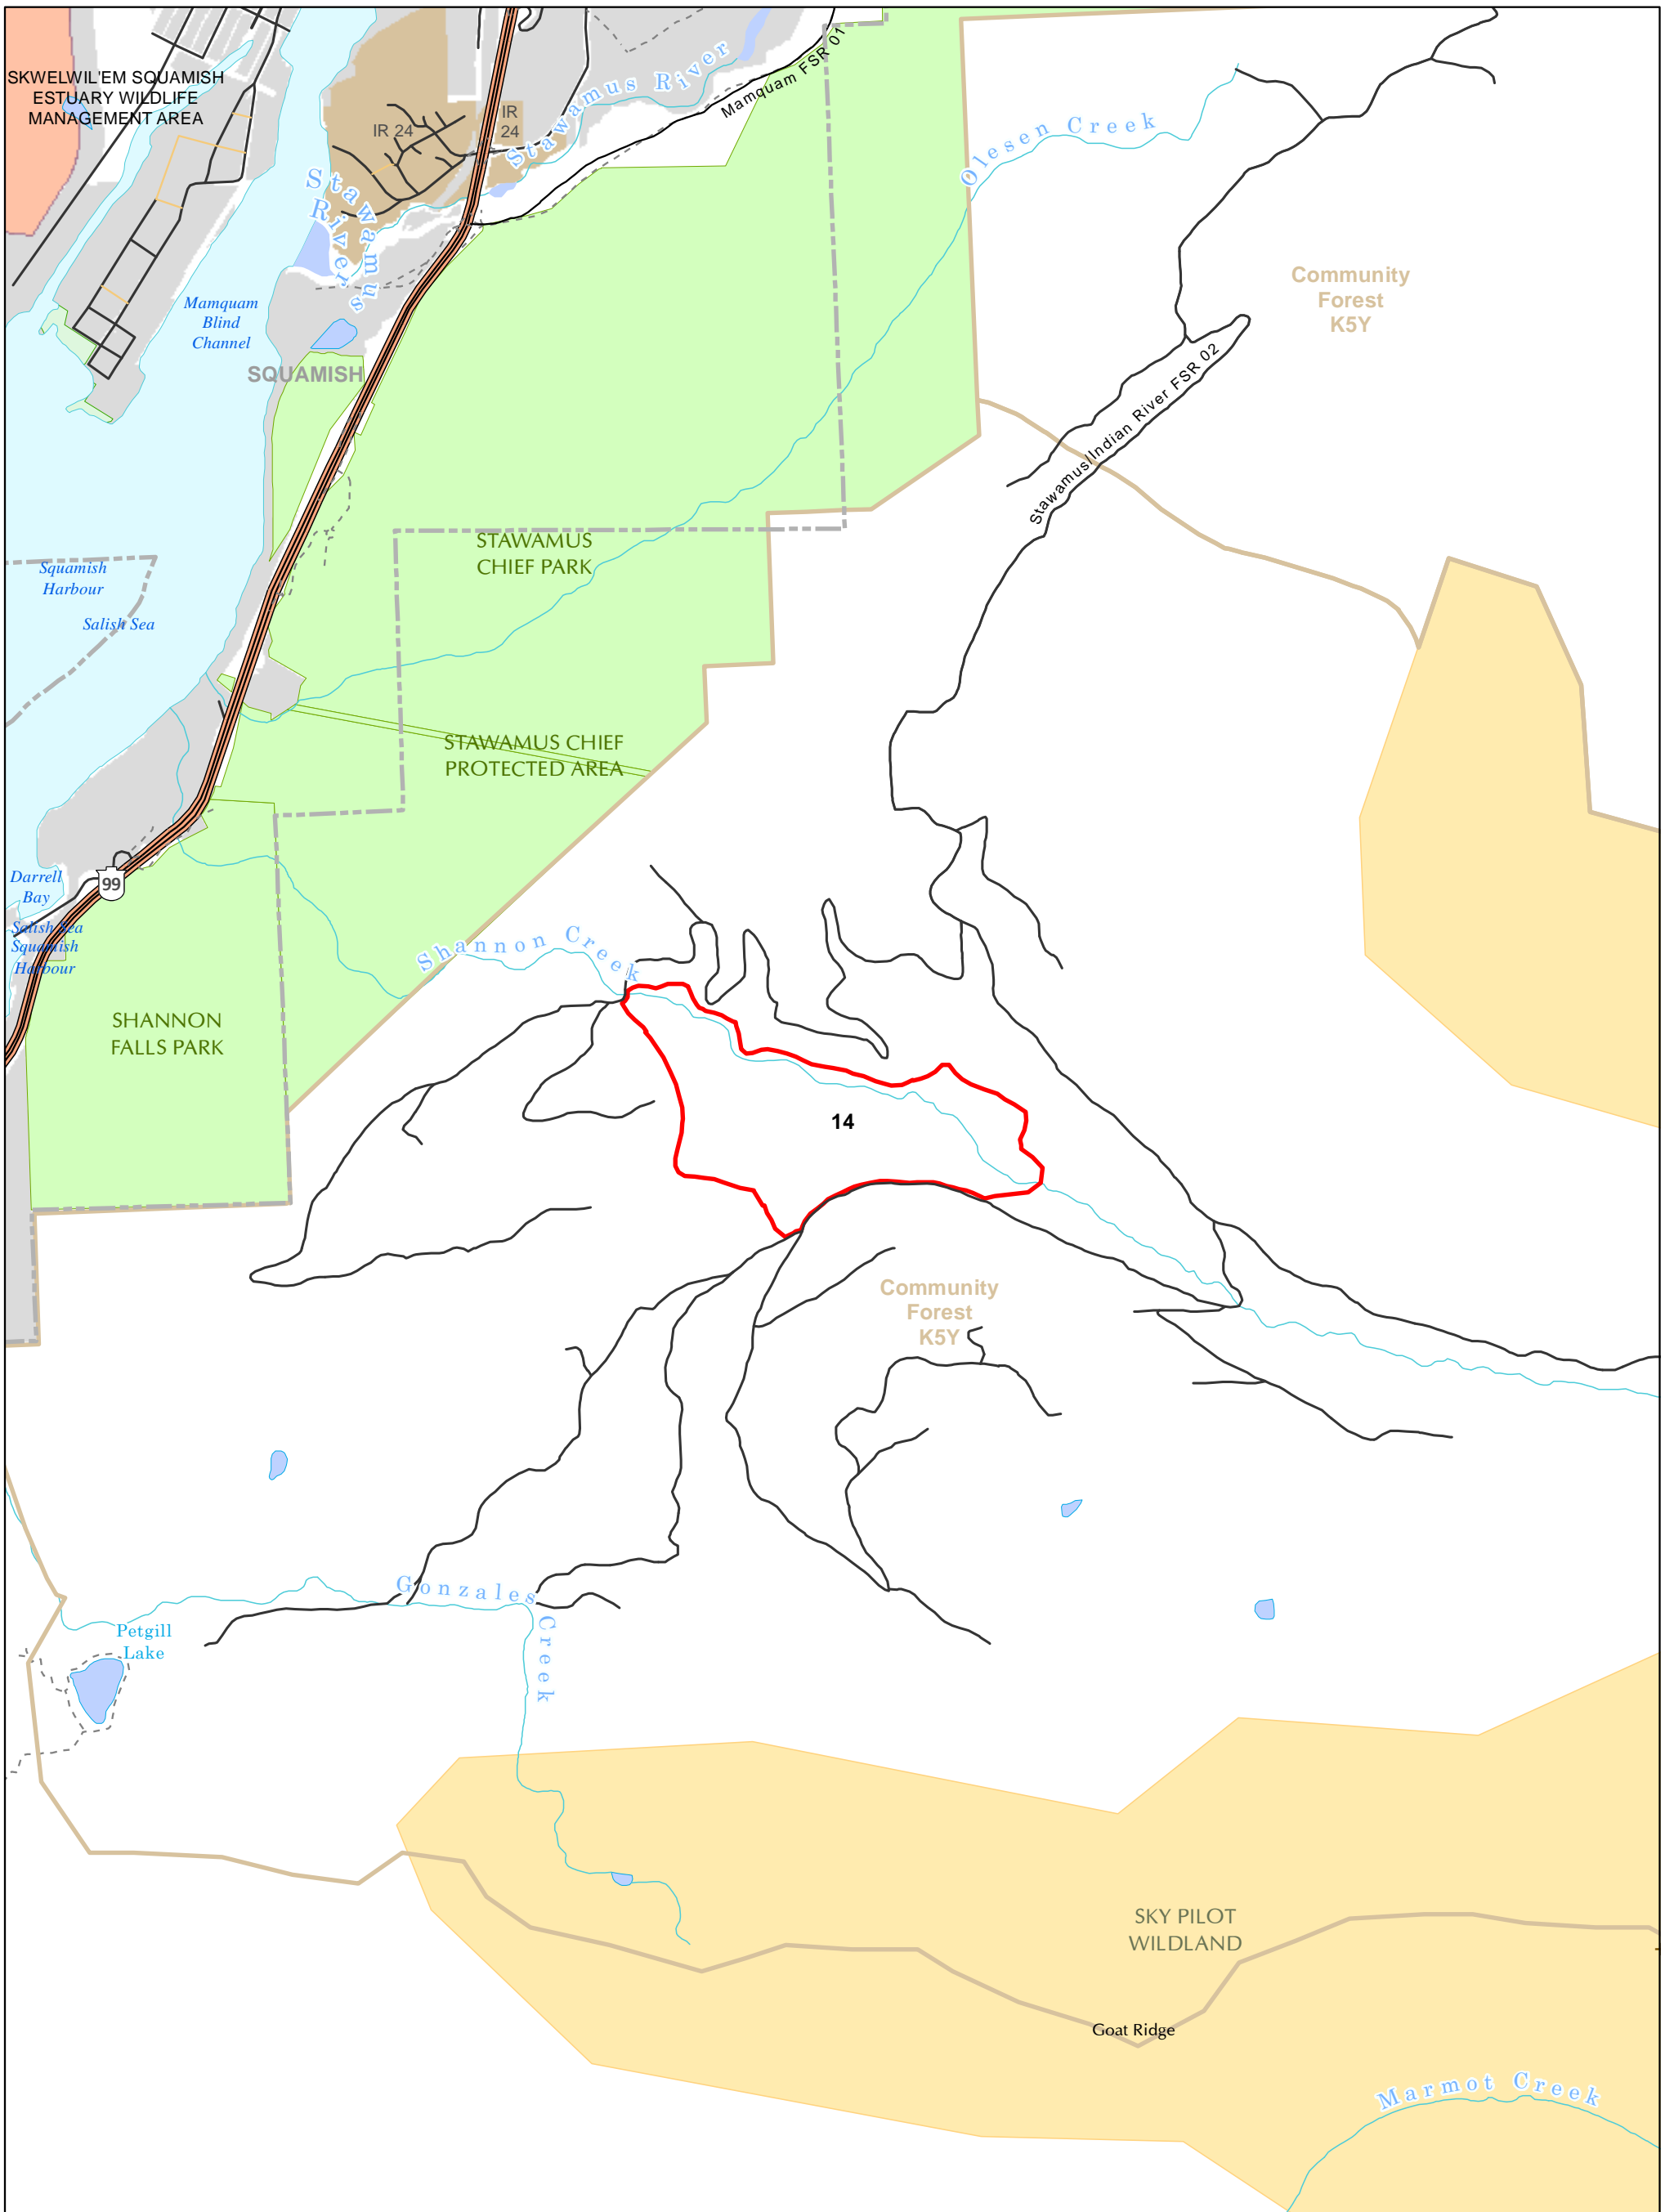 SKWELWIL'EM SQUAMISH
ESTUARY WILDLIFE
MANAGEMENT AREA
IR 24
IR
24
Stawamus River
Mamquam FSR 01
Stawamus
River
Olesen Creek
Mamquam
Blind
Channel
SQUAMISH
Community
Forest
K5Y
Stawamus/Indian River FSR 02
STAWAMUS
CHIEF PARK
Squamish
Harbour
Salish Sea
STAWAMUS CHIEF
PROTECTED AREA
99
Darrell
Bay
Salish Sea
Squamish
Harbour
Shannon Creek
SHANNON
FALLS PARK
14
Community
Forest
K5Y
Gonzales
Creek
Petgill
Lake
SKY PILOT
WILDLAND
Goat Ridge
Marmot Creek